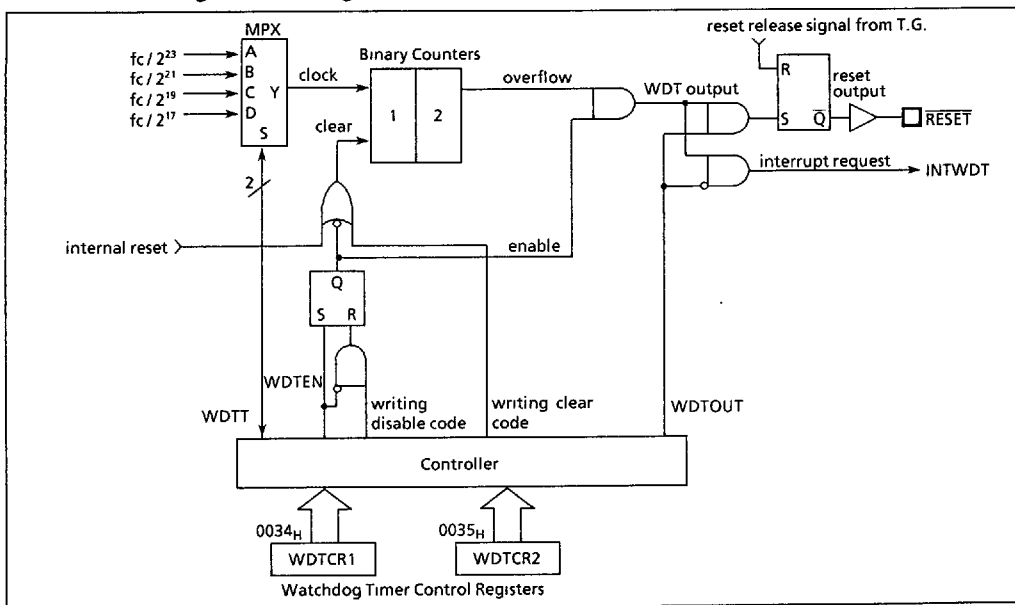 MPX
fc / 2²³
fc / 2²¹
fc / 2¹⁹
fc / 2¹⁷
A
B
C
D
Y
S
clock
clear
Binary Counters
1
2
overflow
WDT output
reset release signal from T.G.
R
S
Q̅
reset
output
R̅E̅S̅E̅T̅
interrupt request
INTWDT
2
internal reset
enable
Q
S
R
WDTEN
WDTT
writing
disable code
writing clear
code
WDTOUT
Controller
0034H
0035H
WDTCR1
WDTCR2
Watchdog Timer Control Registers